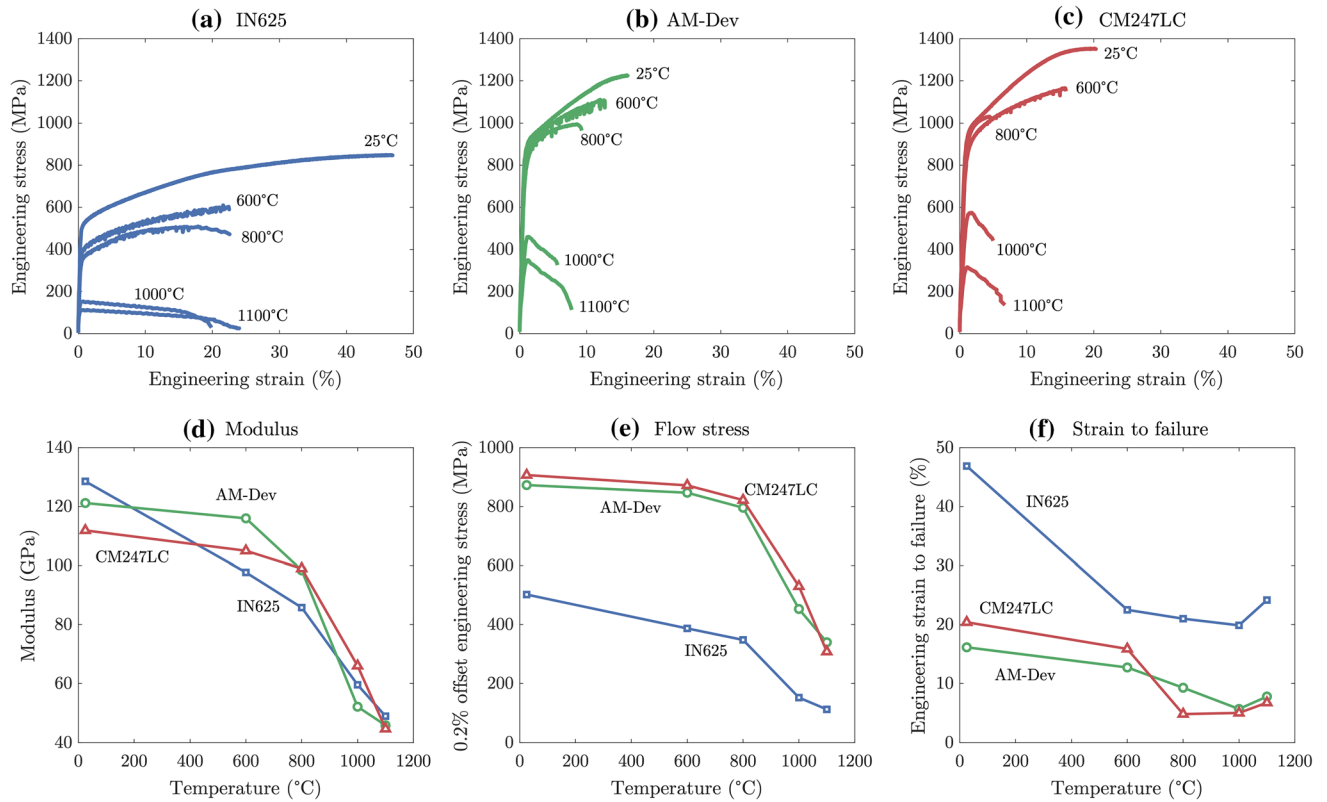 (a) IN625
Engineering stress (MPa)
1400
1200
1000
800
600
400
200
0
25°C
600°C
800°C
1000°C
1100°C
0 10 20 30 40 50
Engineering strain (%)
(b) AM-Dev
Engineering stress (MPa)
1400
1200
1000
800
600
400
200
0
25°C
600°C
800°C
1000°C
1100°C
0 10 20 30 40 50
Engineering strain (%)
(c) CM247LC
Engineering stress (MPa)
1400
1200
1000
800
600
400
200
0
25°C
600°C
800°C
1000°C
1100°C
0 10 20 30 40 50
Engineering strain (%)
(d) Modulus
Modulus (GPa)
140
120
100
80
60
40
AM-Dev
CM247LC
IN625
0 200 400 600 800 1000 1200
Temperature (°C)
(e) Flow stress
0.2% offset engineering stress (MPa)
1000
800
600
400
200
0
CM247LC
AM-Dev
IN625
0 200 400 600 800 1000 1200
Temperature (°C)
(f) Strain to failure
Engineering strain to failure (%)
50
40
30
20
10
0
IN625
CM247LC
AM-Dev
0 200 400 600 800 1000 1200
Temperature (°C)